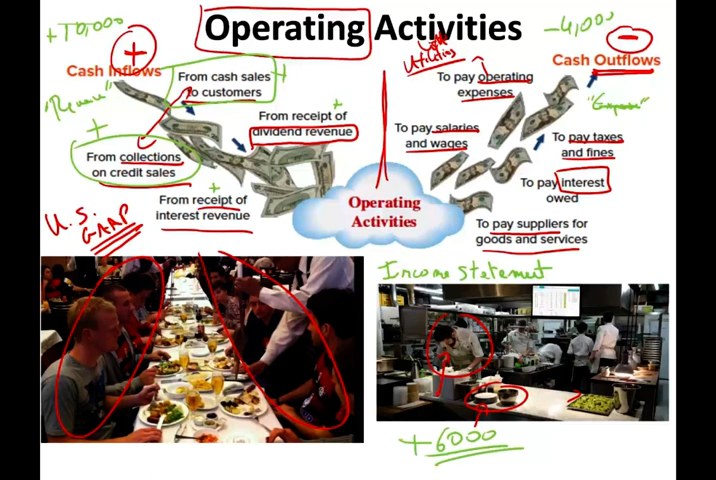 Operating Activities
+10,000
+
-4,000
-
Cash Inflows
Cash Outflows
"Revenue"
"Expense"
From cash sales
to customers
+
From receipt of
dividend revenue
+
From collections
on credit sales
+
From receipt of
interest revenue
+
Utilities
To pay operating
expenses
To pay salaries
and wages
To pay taxes
and fines
To pay interest
owed
To pay suppliers for
goods and services
Operating
Activities
U.S.
GAAP
Income Statement
+6000